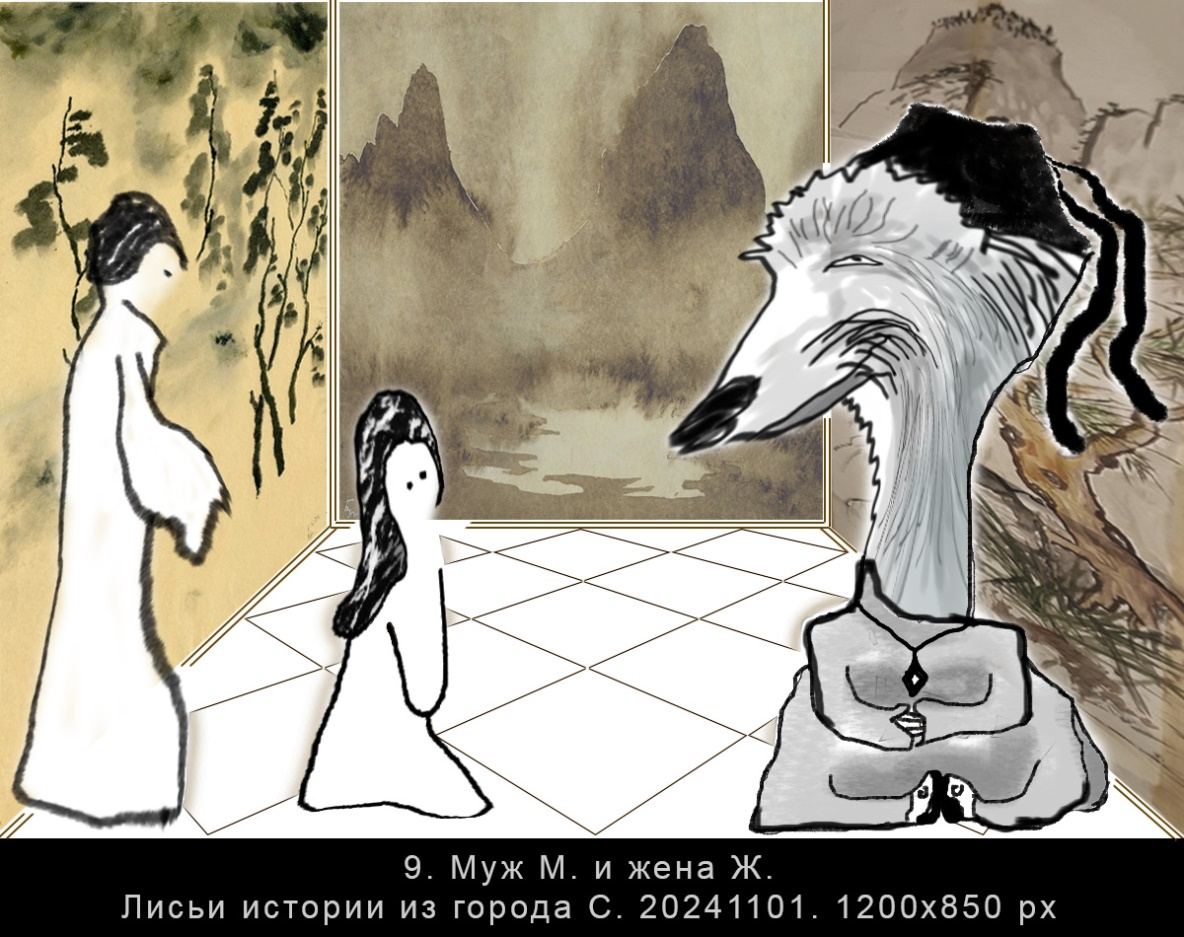 9. Муж М. и жена Ж.
Лисьи истории из города С. 20241101. 1200x850 px